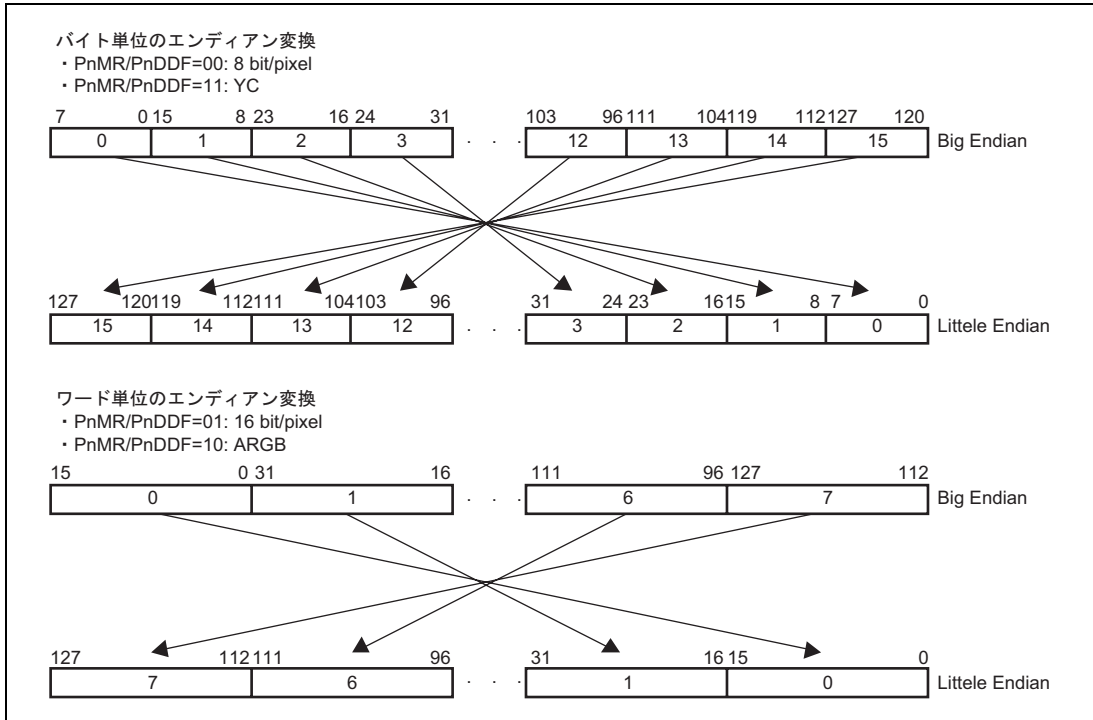 バイト単位のエンディアン変換
・PnMR/PnDDF=00: 8 bit/pixel
・PnMR/PnDDF=11: YC
7 0 15 8 23 16 24 31 103 96 111 104 119 112 127 120
0 1 2 3 · · · 12 13 14 15 Big Endian
127 120 119 112 111 104 103 96 31 24 23 16 15 8 7 0
15 14 13 12 · · · 3 2 1 0 Littele Endian
ワード単位のエンディアン変換
・PnMR/PnDDF=01: 16 bit/pixel
・PnMR/PnDDF=10: ARGB
15 0 31 16 111 96 127 112
0 1 · · · 6 7 Big Endian
127 112 111 96 31 16 15 0
7 6 · · · 1 0 Littele Endian